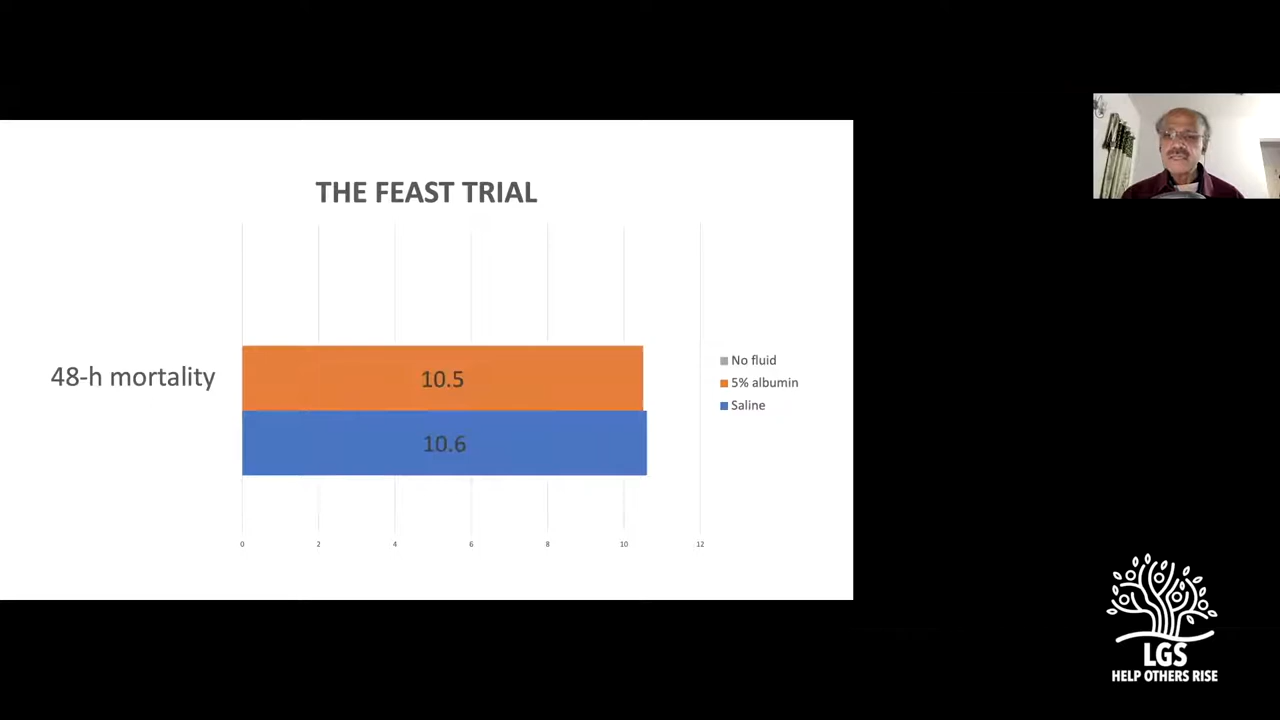 THE FEAST TRIAL
48-h mortality
10.5
10.6
No fluid
5% albumin
Saline
0 2 4 6 8 10 12
LGS
HELP OTHERS RISE